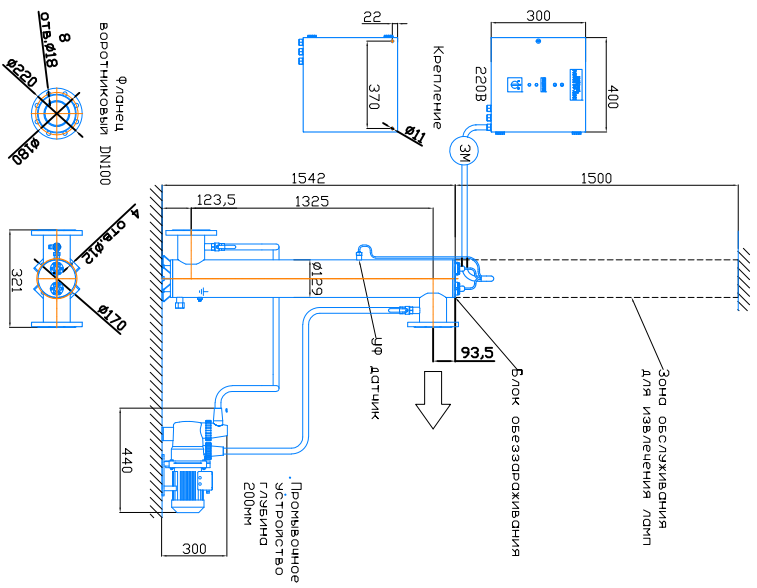 8
отв.ø18
ø220
ø180
Фланец
воротниковый DN100
22
370
ø11
Крепление
300
400
220В
3М
1542
1500
123,5
1325
4 отв.ø12
ø170
321
ø129
93,5
УФ датчик
Блок обеззараживания
Зона обслуживания
для извлечения ламп
440
300
Промывочное
устройство
глубина
200мм